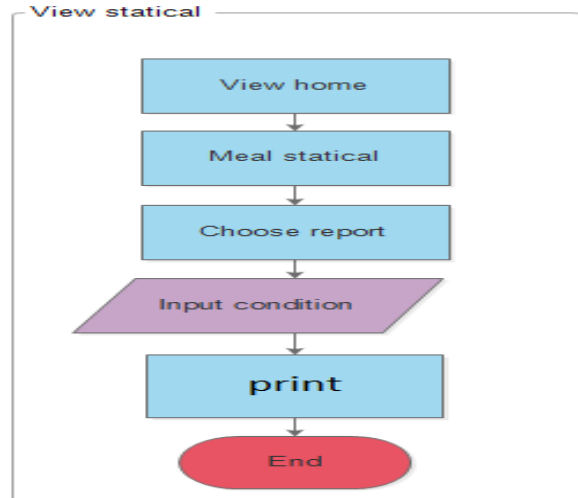 View statical
View home
Meal statical
Choose report
Input condition
print
End